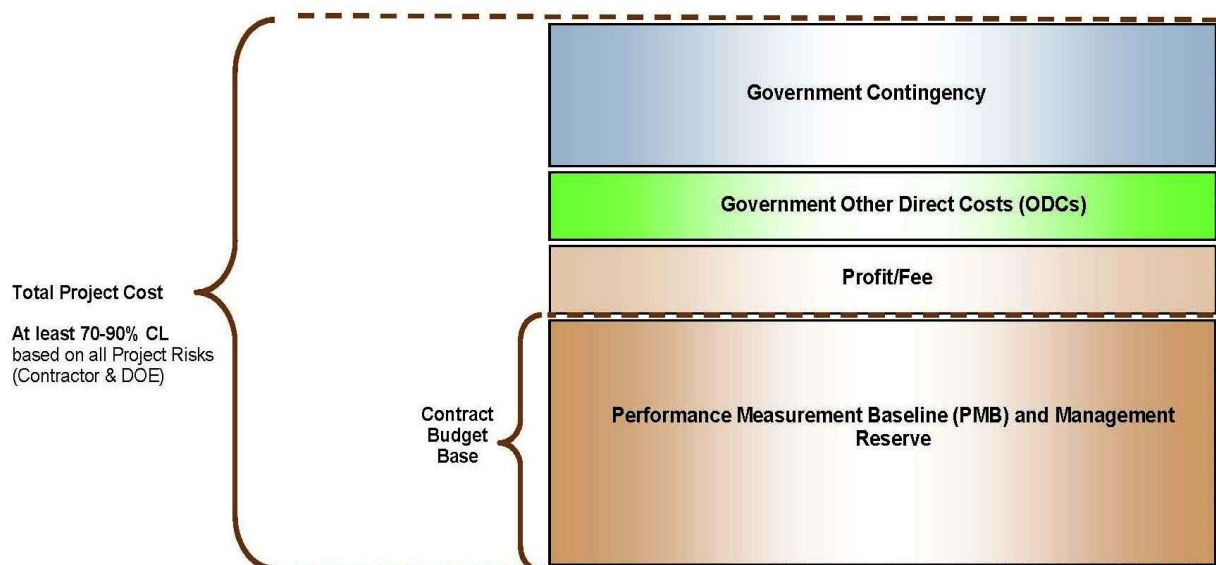 Government Contingency
Government Other Direct Costs (ODCs)
Profit/Fee
Total Project Cost
At least 70-90% CL
based on all Project Risks
(Contractor & DOE)
Contract
Budget
Base
Performance Measurement Baseline (PMB) and Management
Reserve